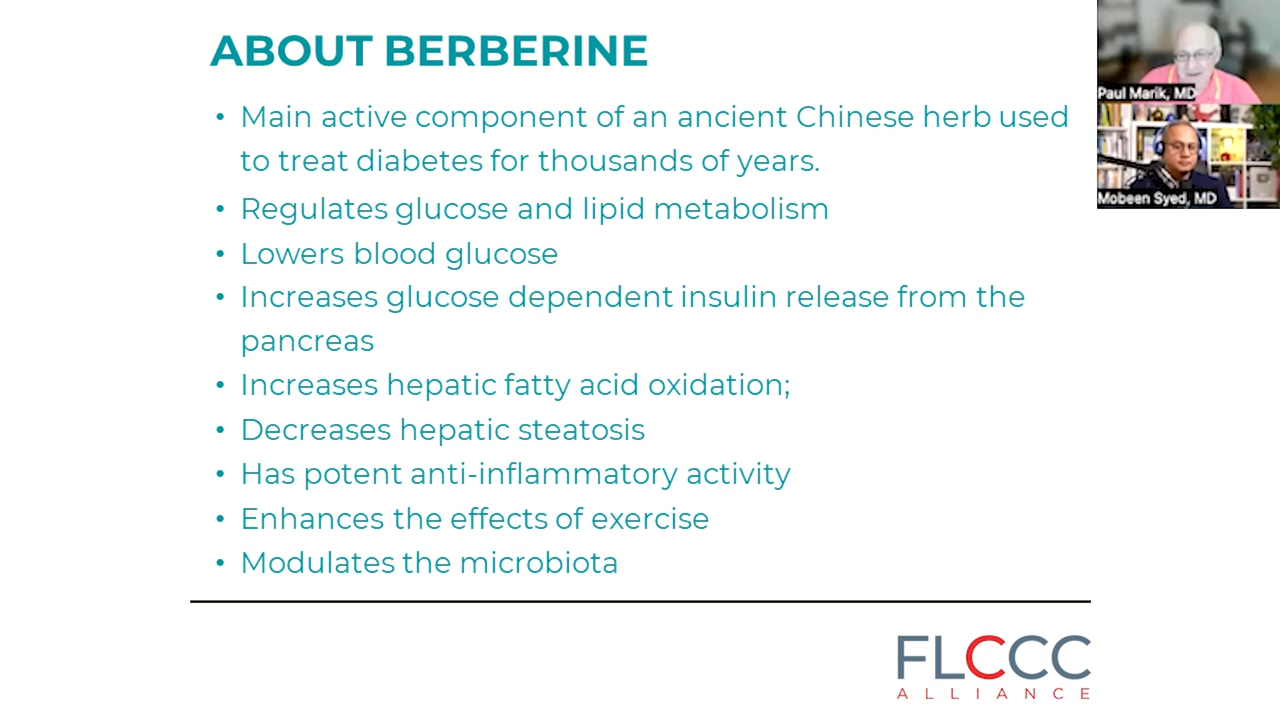 ABOUT BERBERINE
• Main active component of an ancient Chinese herb used
to treat diabetes for thousands of years.
• Regulates glucose and lipid metabolism
• Lowers blood glucose
• Increases glucose dependent insulin release from the
pancreas
• Increases hepatic fatty acid oxidation;
• Decreases hepatic steatosis
• Has potent anti-inflammatory activity
• Enhances the effects of exercise
• Modulates the microbiota
Paul Marik, MD
Mobeen Syed, MD
FLCCC
ALLIANCE